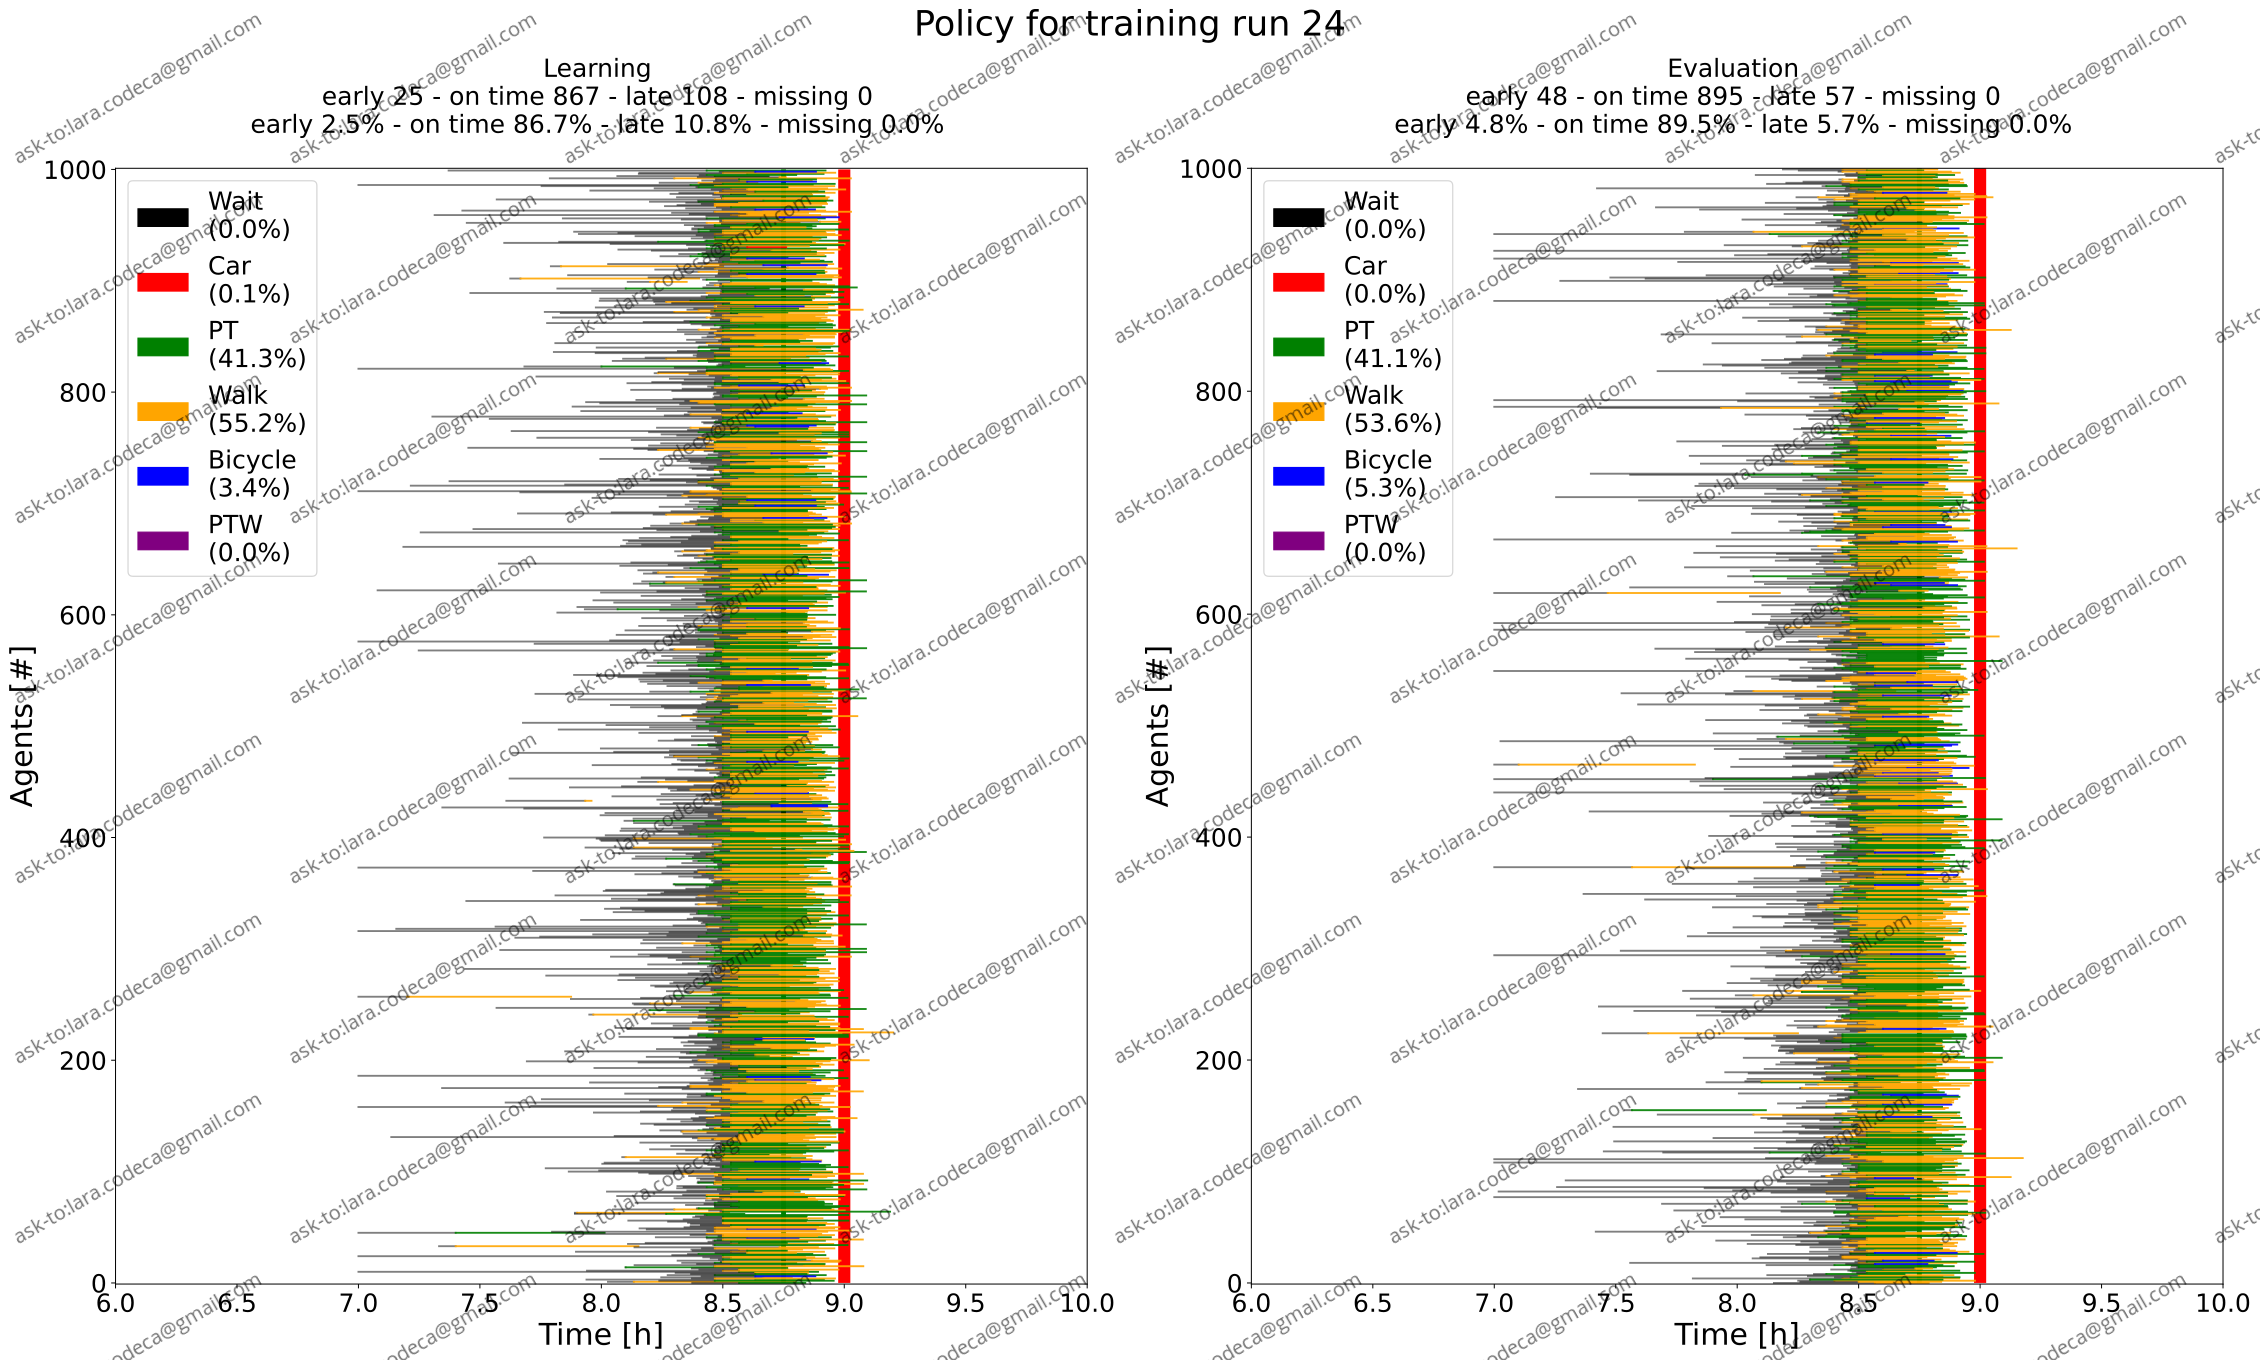 Policy for training run 24
Learning
early 25 - on time 867 - late 108 - missing 0
early 2.5% - on time 86.7% - late 10.8% - missing 0.0%
1000
800
600
400
200
0
Agents [#]
Wait
(0.0%)
Car
(0.1%)
PT
(41.3%)
Walk
(55.2%)
Bicycle
(3.4%)
PTW
(0.0%)
6.0 6.5 7.0 7.5 8.0 8.5 9.0 9.5 10.0
Time [h]
Evaluation
early 48 - on time 895 - late 57 - missing 0
early 4.8% - on time 89.5% - late 5.7% - missing 0.0%
1000
800
600
400
200
0
Agents [#]
Wait
(0.0%)
Car
(0.0%)
PT
(41.1%)
Walk
(53.6%)
Bicycle
(5.3%)
PTW
(0.0%)
6.0 6.5 7.0 7.5 8.0 8.5 9.0 9.5 10.0
Time [h]
ask-to:lara.codeca@gmail.com